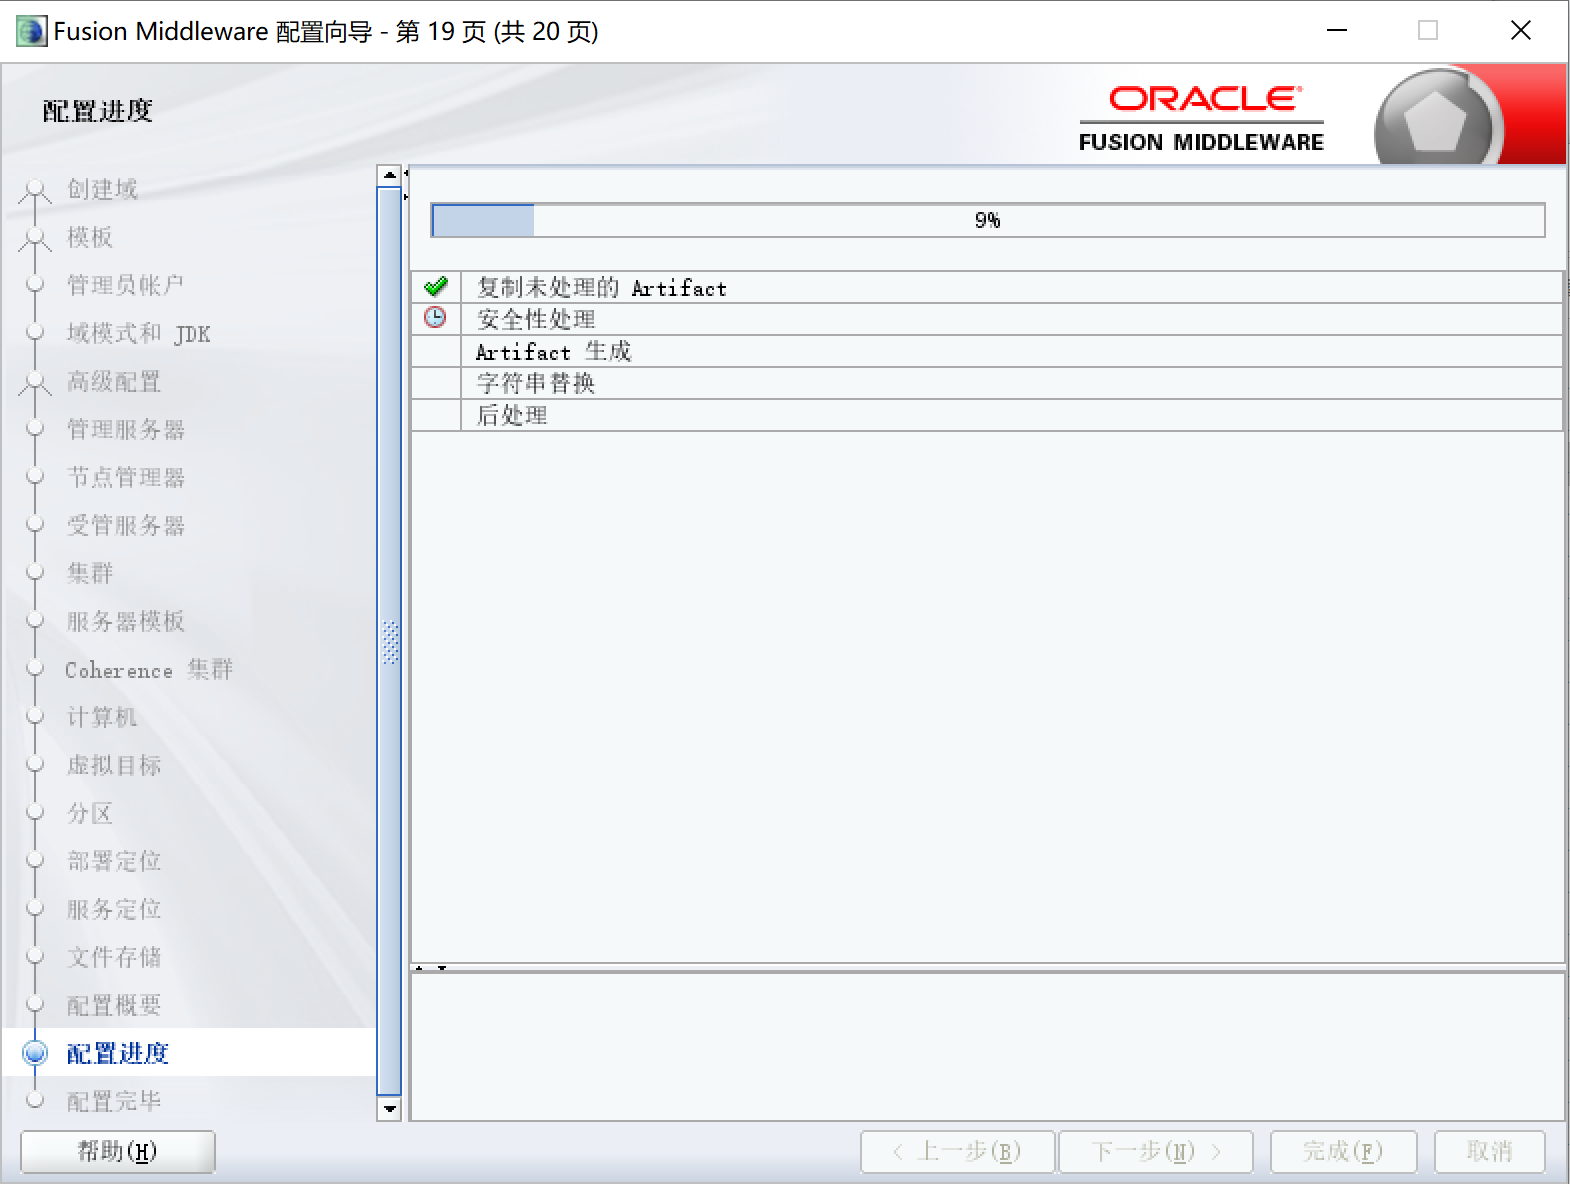 Fusion Middleware 配置向导 - 第 19 页 (共 20 页)
配置进度
ORACLE
FUSION MIDDLEWARE
创建域
模板
管理员帐户
域模式和 JDK
高级配置
管理服务器
节点管理器
受管服务器
集群
服务器模板
Coherence 集群
计算机
虚拟目标
分区
部署定位
服务定位
文件存储
配置概要
配置进度
配置完毕
9%
复制未处理的 Artifact
安全性处理
Artifact 生成
字符串替换
后处理
帮助(H)
< 上一步(B)
下一步(N) >
完成(F)
取消